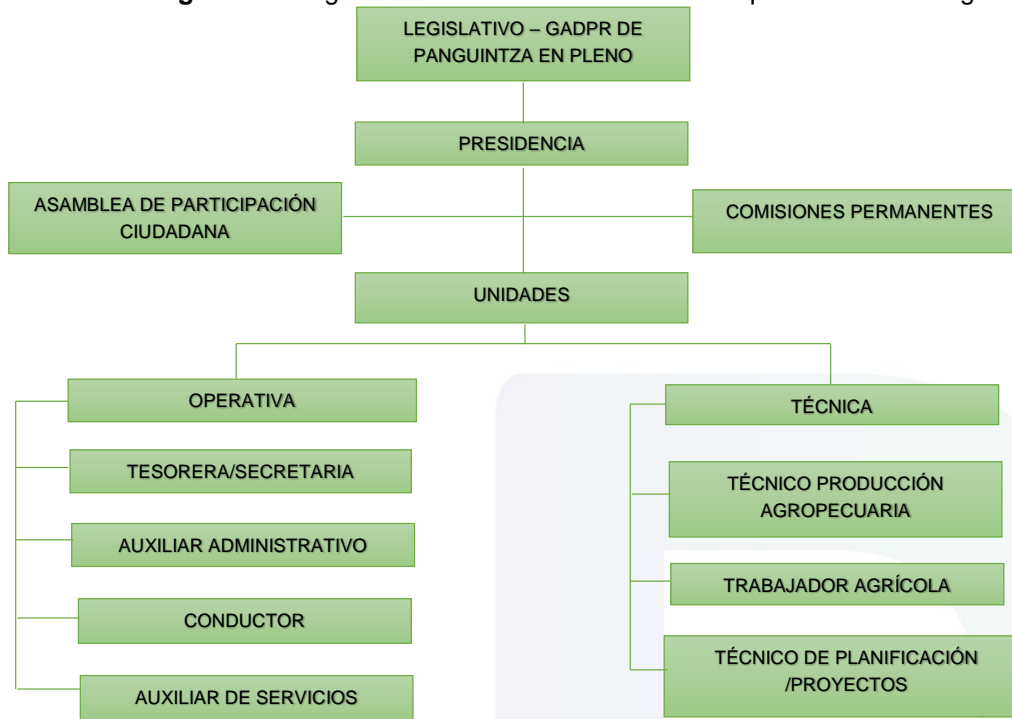 LEGISLATIVO – GADPR DE
PANGUINTZA EN PLENO
PRESIDENCIA
ASAMBLEA DE PARTICIPACIÓN
CIUDADANA
COMISIONES PERMANENTES
UNIDADES
OPERATIVA
TESORERA/SECRETARIA
AUXILIAR ADMINISTRATIVO
CONDUCTOR
AUXILIAR DE SERVICIOS
TÉCNICA
TÉCNICO PRODUCCIÓN
AGROPECUARIA
TRABAJADOR AGRÍCOLA
TÉCNICO DE PLANIFICACIÓN
/PROYECTOS